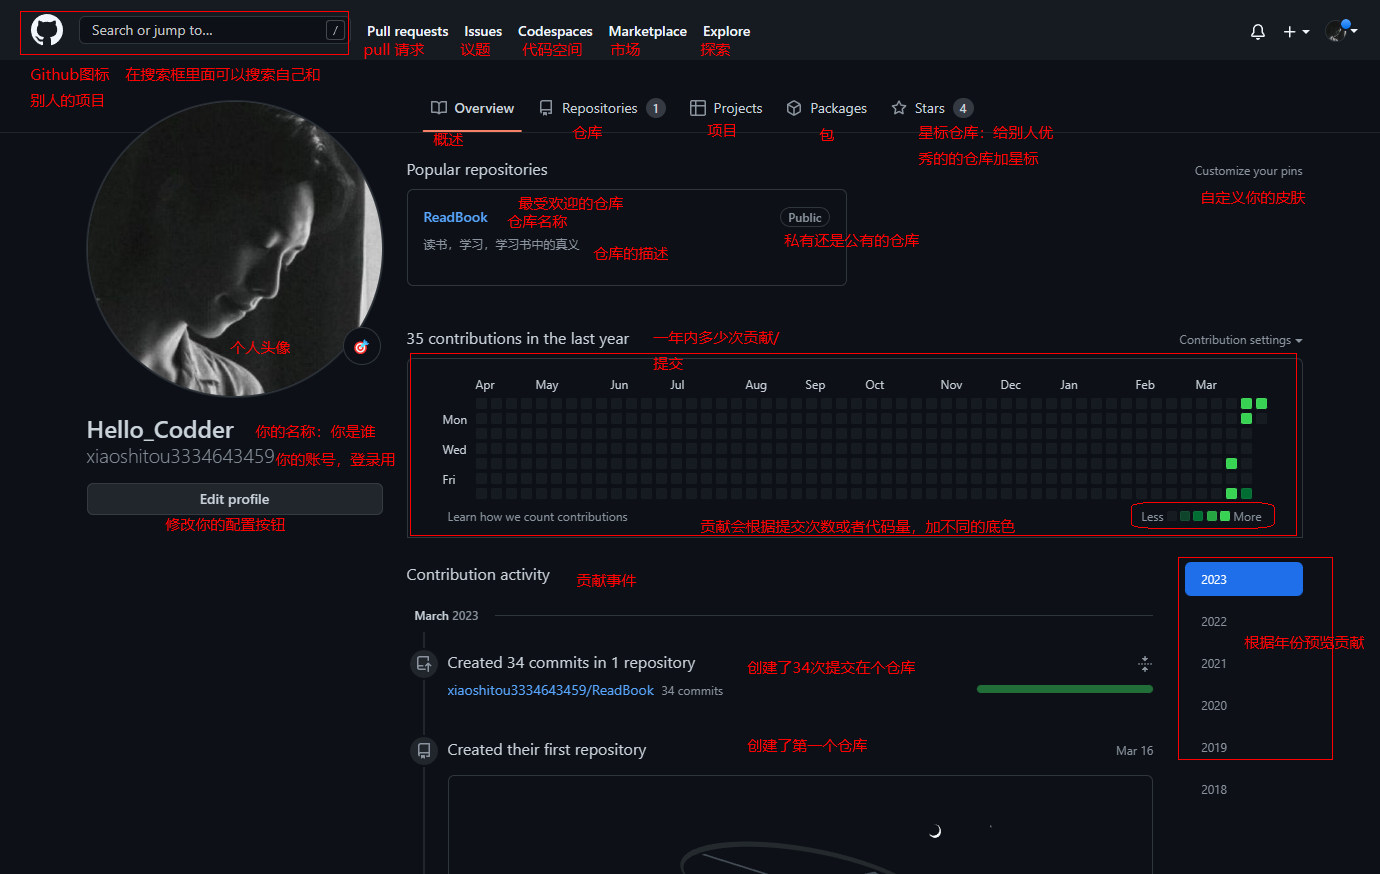 Search or jump to... /
Pull requests Issues Codespaces Marketplace Explore
pull 请求 议题 代码空间 市场 探索
Github图标 在搜索框里面可以搜索自己和
别人的项目
Overview Repositories 1 Projects Packages Stars 4
概述 仓库 项目 包 星标仓库：给别人优
秀的的仓库加星标
Popular repositories
Customize your pins
自定义你的皮肤
最受欢迎的仓库
ReadBook
仓库名称
Public
读书，学习，学习书中的真义
仓库的描述
私有还是公有的仓库
个人头像
Hello_Codder
你的名称：你是谁
xiaoshitou3334643459
你的账号，登录用
Edit profile
修改你的配置按钮
35 contributions in the last year
一年内多少次贡献/
提交
Contribution settings
Apr May Jun Jul Aug Sep Oct Nov Dec Jan Feb Mar
Mon
Wed
Fri
Learn how we count contributions
贡献会根据提交次数或者代码量，加不同的底色
Less More
Contribution activity
贡献事件
March 2023
Created 34 commits in 1 repository
创建了34次提交在个仓库
xiaoshitou3334643459/ReadBook 34 commits
Created their first repository
创建了第一个仓库
Mar 16
2023
2022
根据年份预览贡献
2021
2020
2019
2018